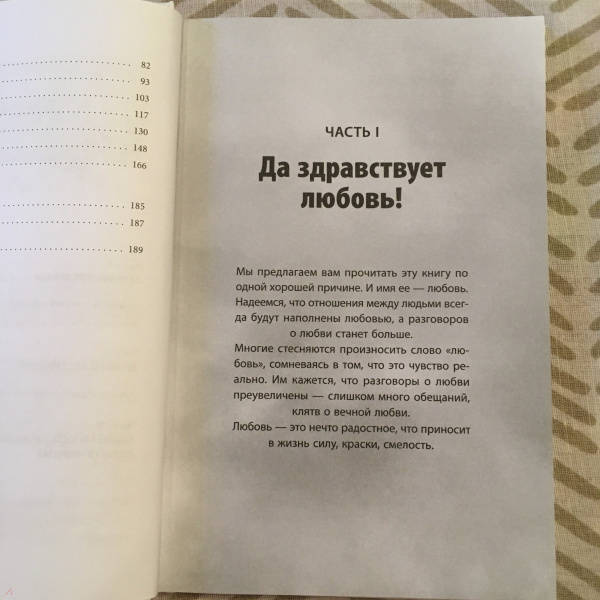 82
93
103
117
130
148
166
185
187
189
ЧАСТЬ I
Да здравствует
любовь!
Мы предлагаем вам прочитать эту книгу по
одной хорошей причине. И имя ее — любовь.
Надеемся, что отношения между людьми всег-
да будут наполнены любовью, а разговоров
о любви станет больше.
Многие стесняются произносить слово «лю-
бовь», сомневаясь в том, что это чувство ре-
ально. Им кажется, что разговоры о любви
преувеличены — слишком много обещаний,
клятв о вечной любви.
Любовь — это нечто радостное, что приносит
в жизнь силу, краски, смелость.